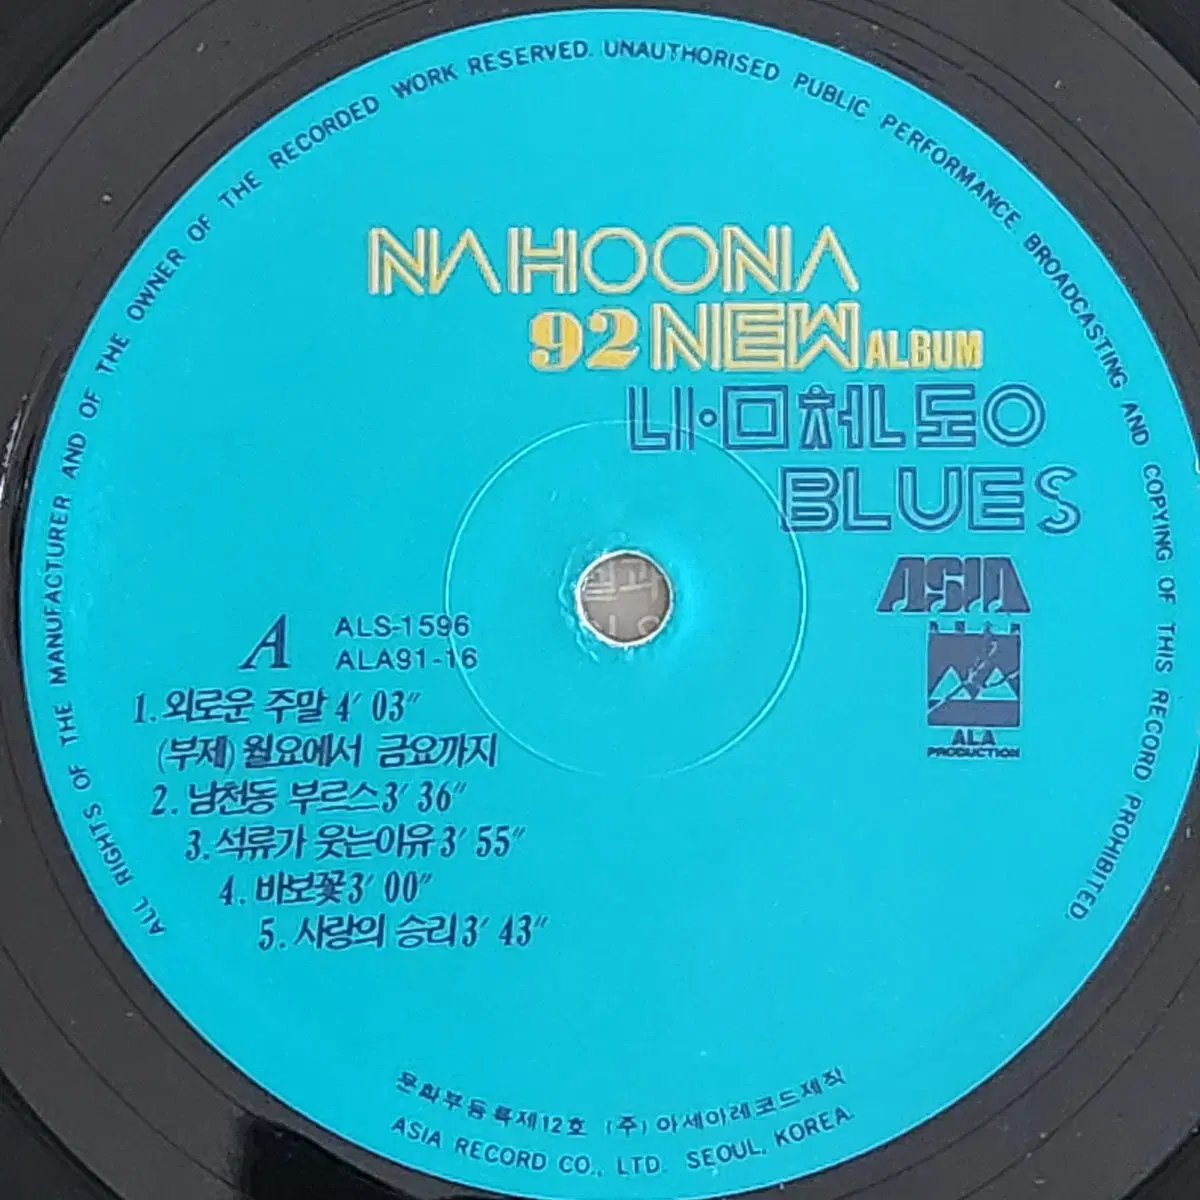 ALL RIGHTS OF THE MANUFACTURER AND OF THE OWNER OF THE RECORDED WORK RESERVED. UNAUTHORISED PUBLIC PERFORMANCE BROADCASTING AND COPYING OF THIS RECORD PROHIBITED.
NAHOONA
92 NEW ALBUM
나·ㅁ처ㄴ도ㅇ
BLUES
ASIA
ALA
PRODUCTION
A
ALS-1596
ALA91-16
1. 외로운 주말 4′ 03″
(부제) 월요에서 금요까지
2. 남천동 부르스 3′ 36″
3. 석류가 웃는이유 3′ 55″
4. 바보꽃 3′ 00″
5. 사랑의 승리 3′ 43″
문화부등록제12호 (주) 아세아레코드제작
ASIA RECORD CO., LTD. SEOUL, KOREA.